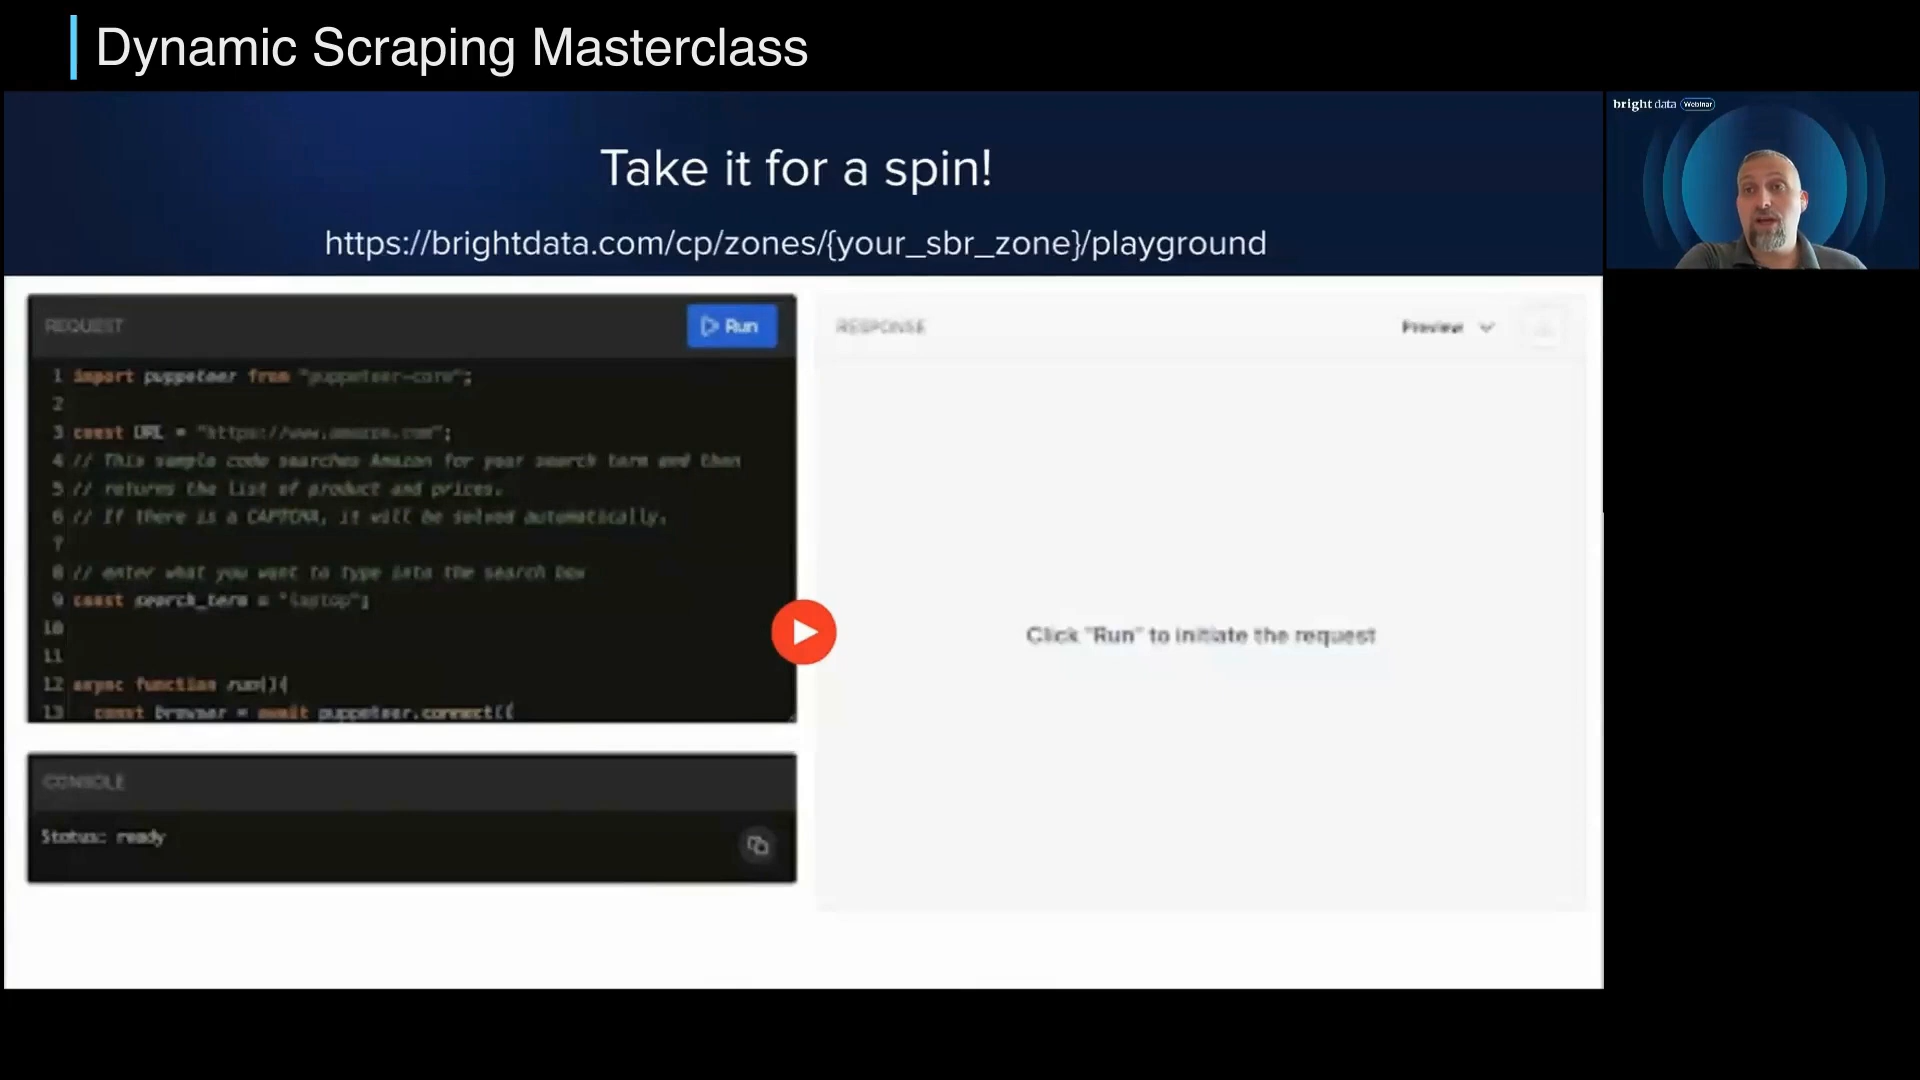 Dynamic Scraping Masterclass
bright data Webinar
Take it for a spin!
https://brightdata.com/cp/zones/{your_sbr_zone}/playground
REQUEST
Run
1 import puppeteer from "puppeteer-core";
2
3 const URL = "https://www.amazon.com";
4 // This sample code searches Amazon for your search term and then
5 // returns the list of product and prices.
6 // If there is a CAPTCHA, it will be solved automatically.
7
8 // enter what you want to type into the search box
9 const search_term = "laptop";
10
11
12 async function run(){
13 const browser = await puppeteer.connect({
CONSOLE
Status: ready
RESPONSE
Preview
Click "Run" to initiate the request